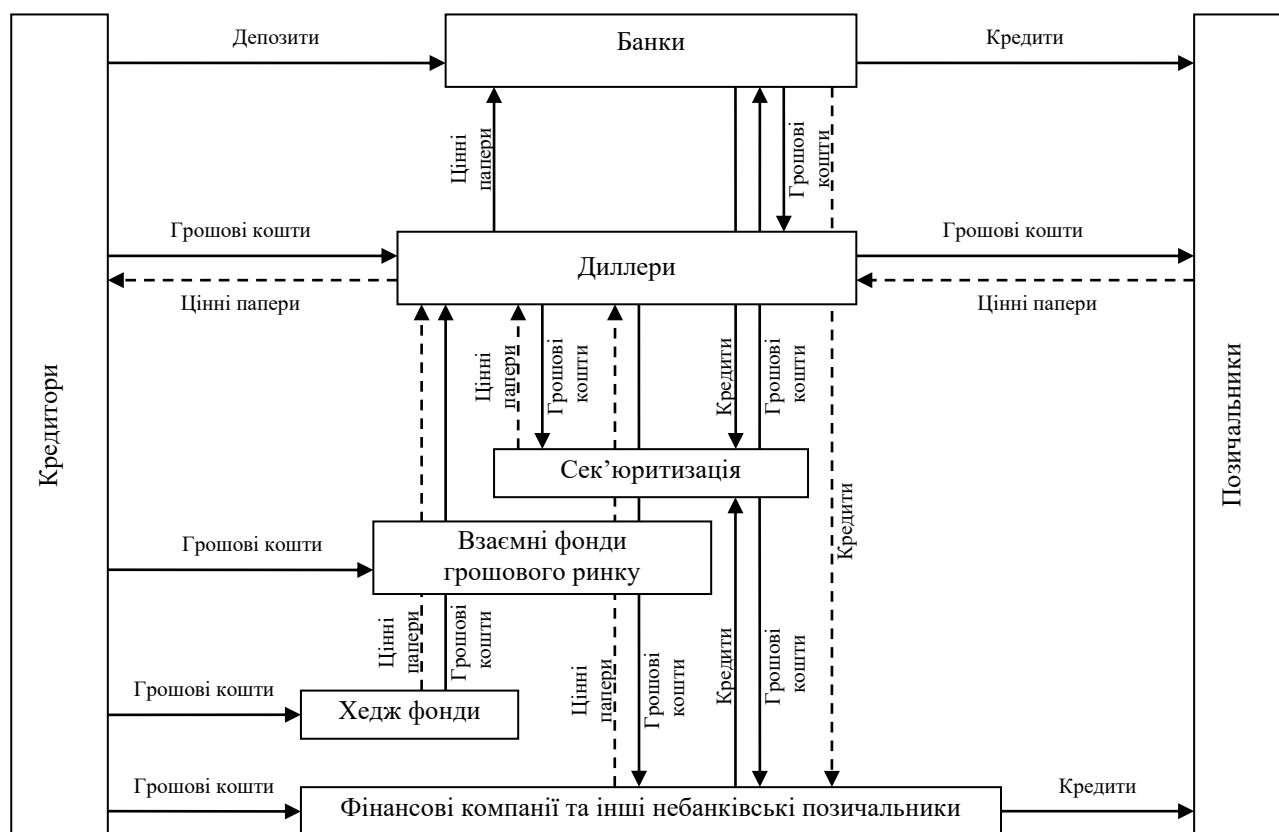 Депозити
Банки
Кредити
Цінні
папери
Грошові
кошти
Грошові кошти
Диллери
Грошові кошти
Цінні папери
Цінні папери
Кредитори
Позичальники
Цінні
папери
Грошові
кошти
Кредити
Грошові
кошти
Сек’юритизація
Кредити
Грошові кошти
Взаємні фонди
грошового ринку
Цінні
папери
Грошові
кошти
Цінні
папери
Грошові
кошти
Кредити
Грошові
кошти
Грошові кошти
Хедж фонди
Грошові кошти
Фінансові компанії та інші небанківські позичальники
Кредити